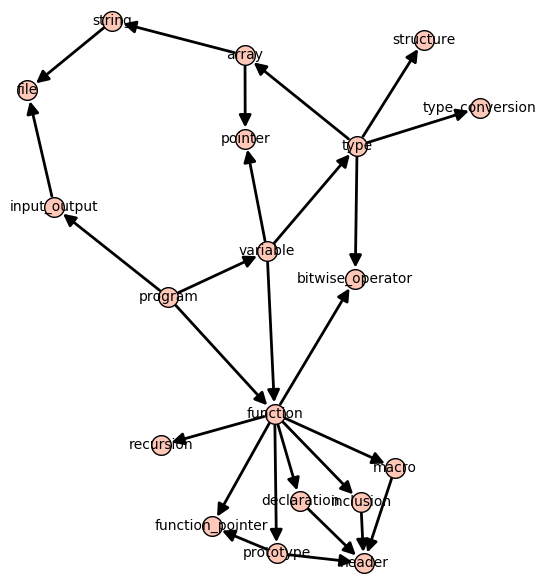 string
structure
array
file
type_conversion
pointer
type
input_output
variable
bitwise_operator
program
function
recursion
macro
declaration
inclusion
function_pointer
prototype
header